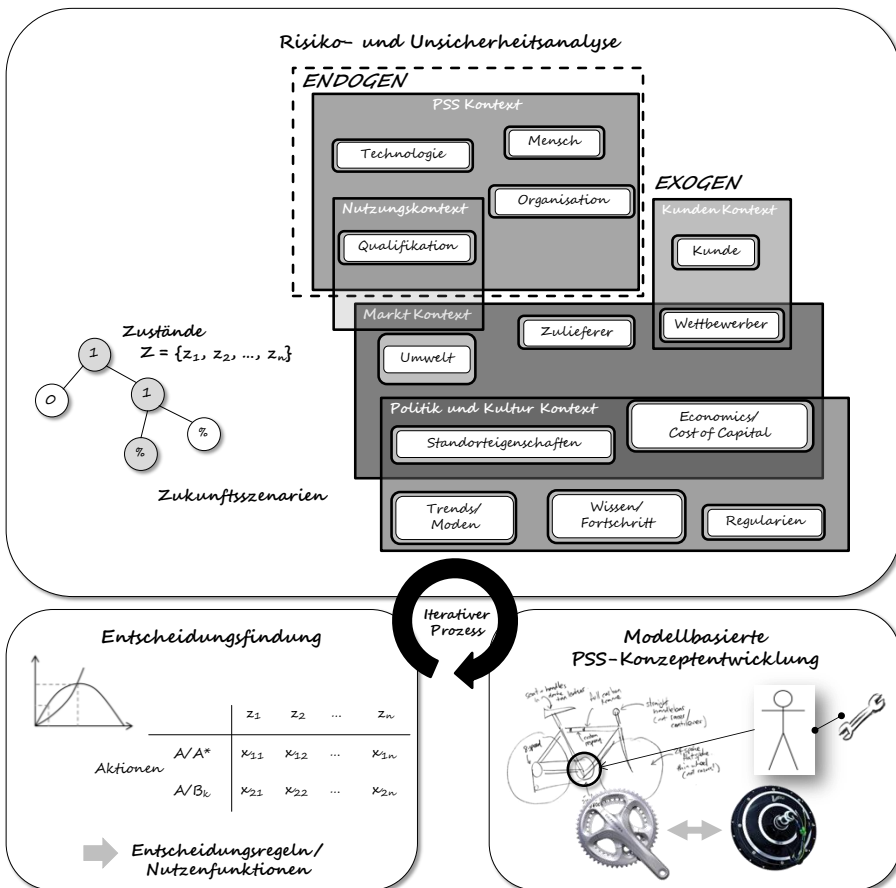 Risiko- und Unsicherheitsanalyse
ENDOGEN
PSS Kontext
Technologie
Mensch
Organisation
Nutzungskontext
Qualifikation
EXOGEN
Kunden Kontext
Kunde
Wettbewerber
Markt Kontext
Zulieferer
Umwelt
Politik und Kultur Kontext
Standorteigenschaften
Economics/
Cost of Capital
Trends/
Moden
Wissen/
Fortschritt
Regularien
Zustände
Z = {z₁, z₂, ..., zₙ}
1
0
1
%
%
Zukunftsszenarien
Iterativer
Prozess
Entscheidungsfindung
z₁ z₂ ... zₙ
Aktionen
A/A* x₁₁ x₁₂ ... x₁ₙ
A/Bₖ x₂₁ x₂₂ ... x₂ₙ
Entscheidungsregeln/
Nutzenfunktionen
Modellbasierte
PSS-Konzeptentwicklung
straight
handlebars